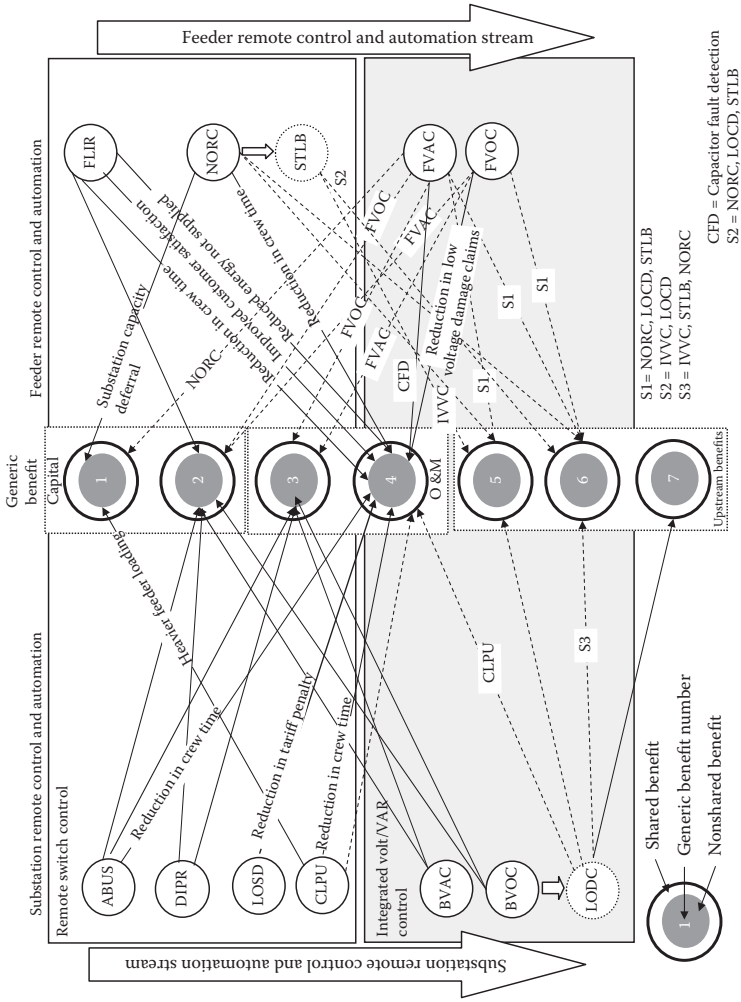 Feeder remote control and automation stream
Feeder remote control and automation
FLIR
NORC
STLB
S2
FVAC
FVOC
Substation capacity
deferral
Reduction in crew time
Improved customer satisfaction
Reduced energy not supplied
Reduction in crew time
NORC
FVOC
FVAC
FVOC
FVAC
CFD
Reduction in low
voltage damage claims
IVVC
S1
S1
S1
Generic
benefit
Capital
1
2
3
4
O &M
5
6
7
Upstream benefits
S1= NORC, LOCD, STLB
S2 = IVVC, LOCD
S3 = IVVC, STLB, NORC
CFD = Capacitor fault detection
S2 = NORC, LOCD, STLB
Substation remote control and automation
Remote switch control
ABUS
DIPR
LOSD
CLPU
Heavier feeder loading
Reduction in crew time
Reduction in tariff penalty
Reduction in crew time
Integrated volt/VAR
control
BVAC
BVOC
LODC
CLPU
S3
Substation remote control and automation stream
Shared benefit
Generic benefit number
Nonshared benefit
1